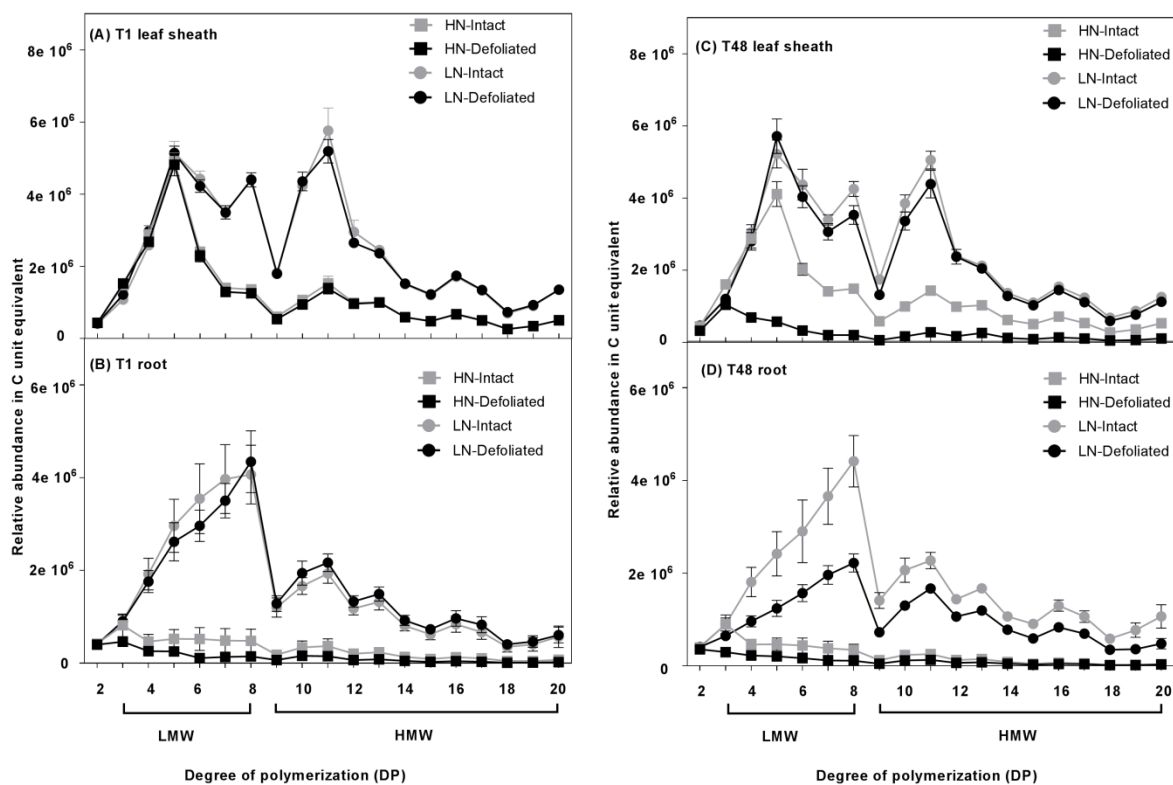 (A) T1 leaf sheath
HN-Intact
HN-Defoliated
LN-Intact
LN-Defoliated
8e 10⁶
6e 10⁶
4e 10⁶
2e 10⁶
0
(B) T1 root
HN-Intact
HN-Defoliated
LN-Intact
LN-Defoliated
6e 10⁶
4e 10⁶
2e 10⁶
0
2 4 6 8 10 12 14 16 18 20
LMW HMW
Degree of polymerization (DP)
Relative abundance in C unit equivalent
(C) T48 leaf sheath
HN-Intact
HN-Defoliated
LN-Intact
LN-Defoliated
8e 10⁶
6e 10⁶
4e 10⁶
2e 10⁶
0
(D) T48 root
HN-Intact
HN-Defoliated
LN-Intact
LN-Defoliated
6e 10⁶
4e 10⁶
2e 10⁶
0
2 4 6 8 10 12 14 16 18 20
LMW HMW
Degree of polymerization (DP)
Relative abundance in C unit equivalent